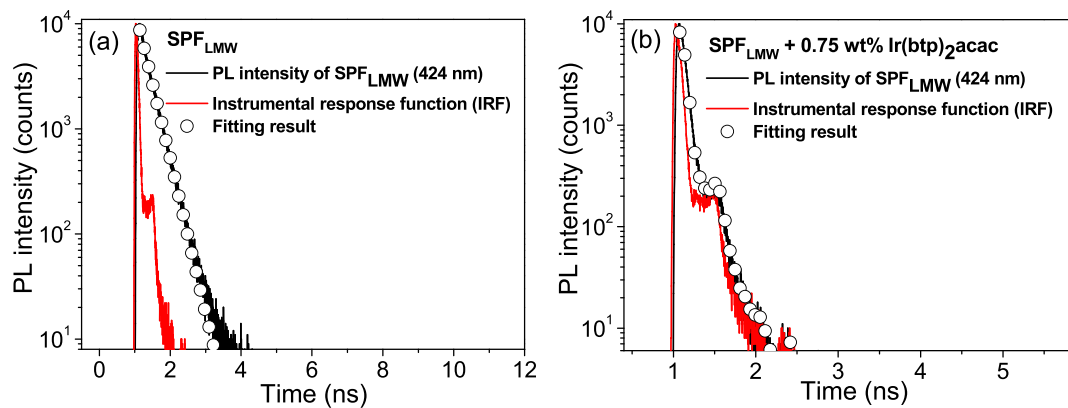 (a)
SPF_LMW
PL intensity of SPF_LMW (424 nm)
Instrumental response function (IRF)
Fitting result
PL intensity (counts)
10^4
10^3
10^2
10^1
0 2 4 6 8 10 12
Time (ns)
(b)
SPF_LMW + 0.75 wt% Ir(btp)_2acac
PL intensity of SPF_LMW (424 nm)
Instrumental response function (IRF)
Fitting result
PL intensity (counts)
10^4
10^3
10^2
10^1
1 2 3 4 5
Time (ns)